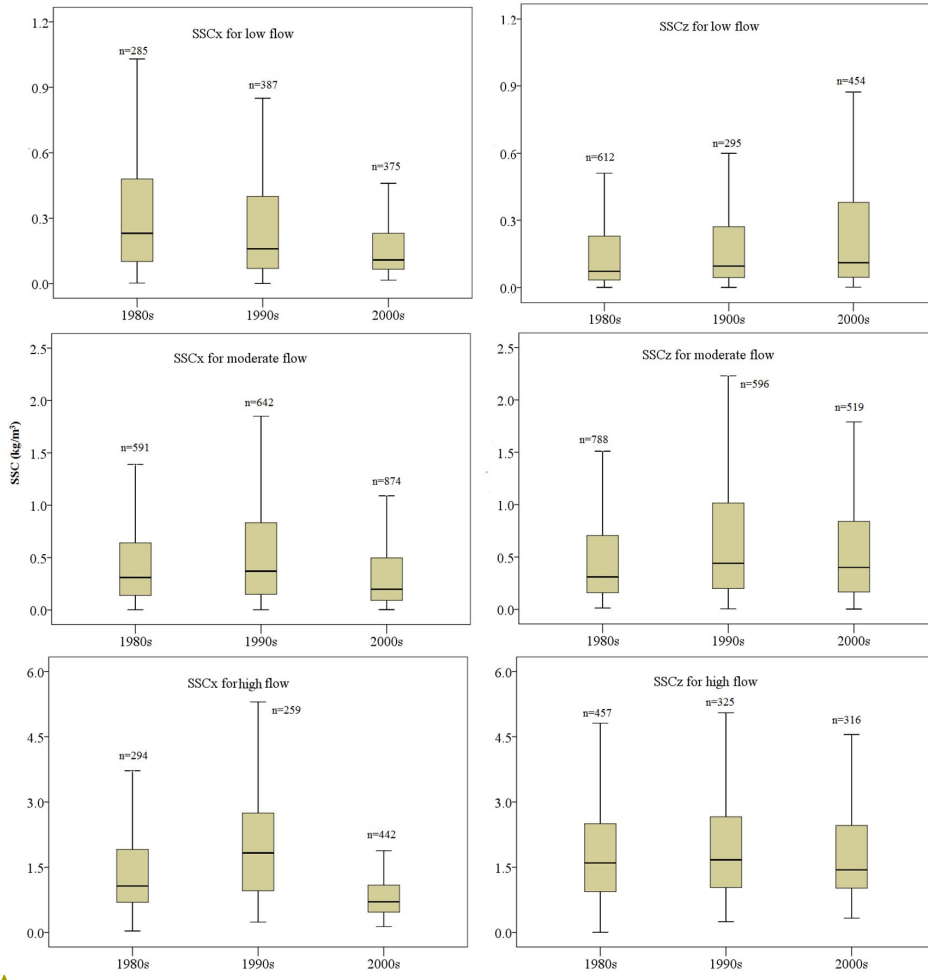 SSCx for low flow
n=285
n=387
n=375
1.2
0.9
0.6
0.3
0.0
1980s
1990s
2000s
SSCz for low flow
n=612
n=295
n=454
1.2
0.9
0.6
0.3
0.0
1980s
1900s
2000s
SSC (kg/m³)
SSCx for moderate flow
n=591
n=642
n=874
2.5
2.0
1.5
1.0
0.5
0.0
1980s
1990s
2000s
SSCz for moderate flow
n=788
n=596
n=519
2.5
2.0
1.5
1.0
0.5
0.0
1980s
1990s
2000s
SSCx for high flow
n=294
n=259
n=442
6.0
4.5
3.0
1.5
0.0
1980s
1990s
2000s
SSCz for high flow
n=457
n=325
n=316
6.0
4.5
3.0
1.5
0.0
1980s
1990s
2000s